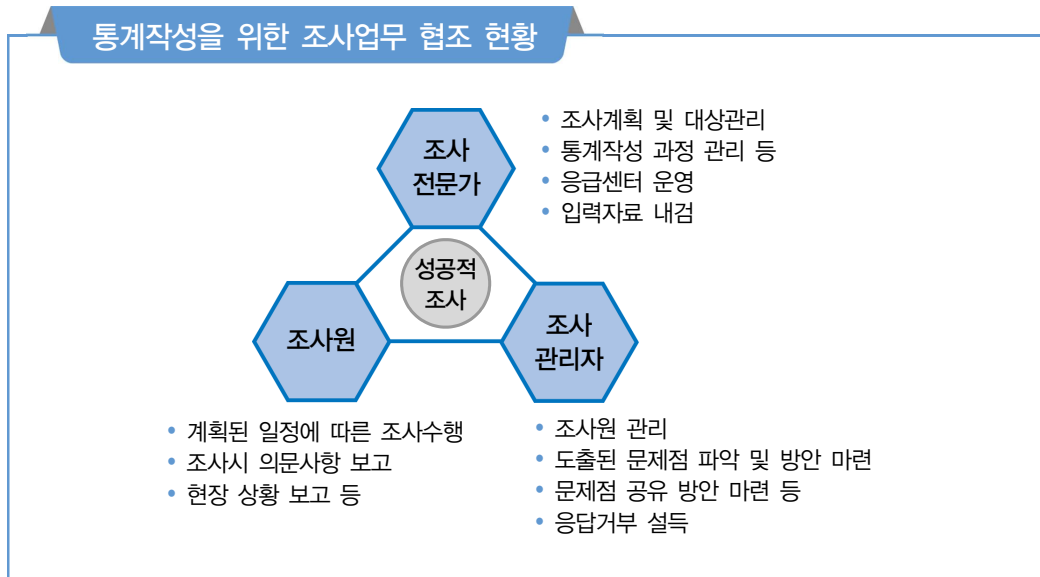 통계작성을 위한 조사업무 협조 현황
조사
전문가
• 조사계획 및 대상관리
• 통계작성 과정 관리 등
• 응급센터 운영
• 입력자료 내검
성공적
조사
조사원
조사
관리자
• 계획된 일정에 따른 조사수행
• 조사시 의문사항 보고
• 현장 상황 보고 등
• 조사원 관리
• 도출된 문제점 파악 및 방안 마련
• 문제점 공유 방안 마련 등
• 응답거부 설득